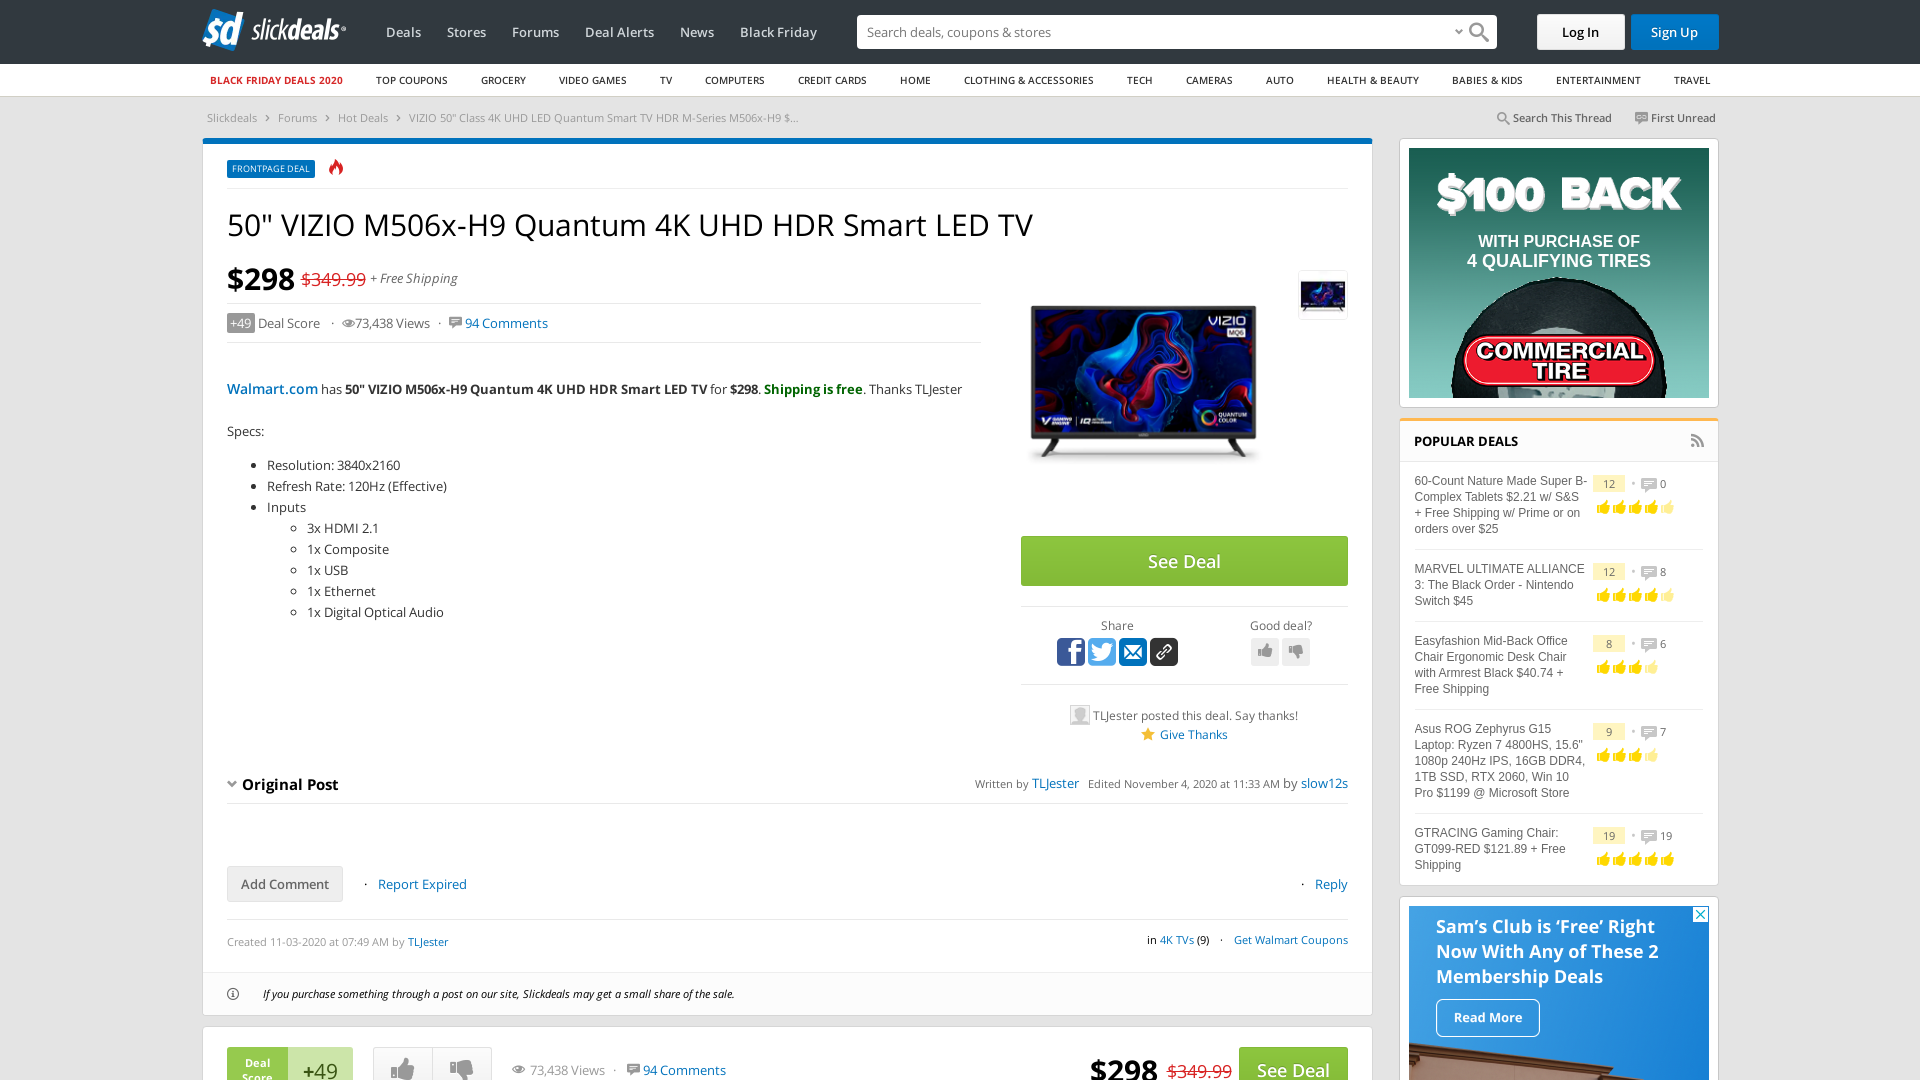 slickdeals
Deals
Stores
Forums
Deal Alerts
News
Black Friday
Search deals, coupons & stores
Log In
Sign Up
BLACK FRIDAY DEALS 2020
TOP COUPONS
GROCERY
VIDEO GAMES
TV
COMPUTERS
CREDIT CARDS
HOME
CLOTHING & ACCESSORIES
TECH
CAMERAS
AUTO
HEALTH & BEAUTY
BABIES & KIDS
ENTERTAINMENT
TRAVEL
Slickdeals › Forums › Hot Deals › VIZIO 50" Class 4K UHD LED Quantum Smart TV HDR M-Series M506x-H9 $...
Search This Thread
First Unread
FRONTPAGE DEAL
50" VIZIO M506x-H9 Quantum 4K UHD HDR Smart LED TV
$298 $349.99 + Free Shipping
+49 Deal Score · 73,438 Views · 94 Comments
Walmart.com has 50" VIZIO M506x-H9 Quantum 4K UHD HDR Smart LED TV for $298. Shipping is free. Thanks TLJester
Specs:
Resolution: 3840x2160
Refresh Rate: 120Hz (Effective)
Inputs
3x HDMI 2.1
1x Composite
1x USB
1x Ethernet
1x Digital Optical Audio
VIZIO
MQ6
QUANTUM
COLOR
See Deal
Share
Good deal?
TLJester posted this deal. Say thanks!
Give Thanks
Original Post
Written by TLJester Edited November 4, 2020 at 11:33 AM by slow12s
Add Comment
· Report Expired
· Reply
Created 11-03-2020 at 07:49 AM by TLJester
in 4K TVs (9) · Get Walmart Coupons
If you purchase something through a post on our site, Slickdeals may get a small share of the sale.
Deal
Score
+49
73,438 Views · 94 Comments
$298 $349.99
See Deal
$100 BACK
WITH PURCHASE OF
4 QUALIFYING TIRES
COMMERCIAL
TIRE
POPULAR DEALS
60-Count Nature Made Super B-
Complex Tablets $2.21 w/ S&S
+ Free Shipping w/ Prime or on
orders over $25
12 • 0
MARVEL ULTIMATE ALLIANCE
3: The Black Order - Nintendo
Switch $45
12 • 8
Easyfashion Mid-Back Office
Chair Ergonomic Desk Chair
with Armrest Black $40.74 +
Free Shipping
8 • 6
Asus ROG Zephyrus G15
Laptop: Ryzen 7 4800HS, 15.6"
1080p 240Hz IPS, 16GB DDR4,
1TB SSD, RTX 2060, Win 10
Pro $1199 @ Microsoft Store
9 • 7
GTRACING Gaming Chair:
GT099-RED $121.89 + Free
Shipping
19 • 19
Sam's Club is ‘Free’ Right
Now With Any of These 2
Membership Deals
Read More